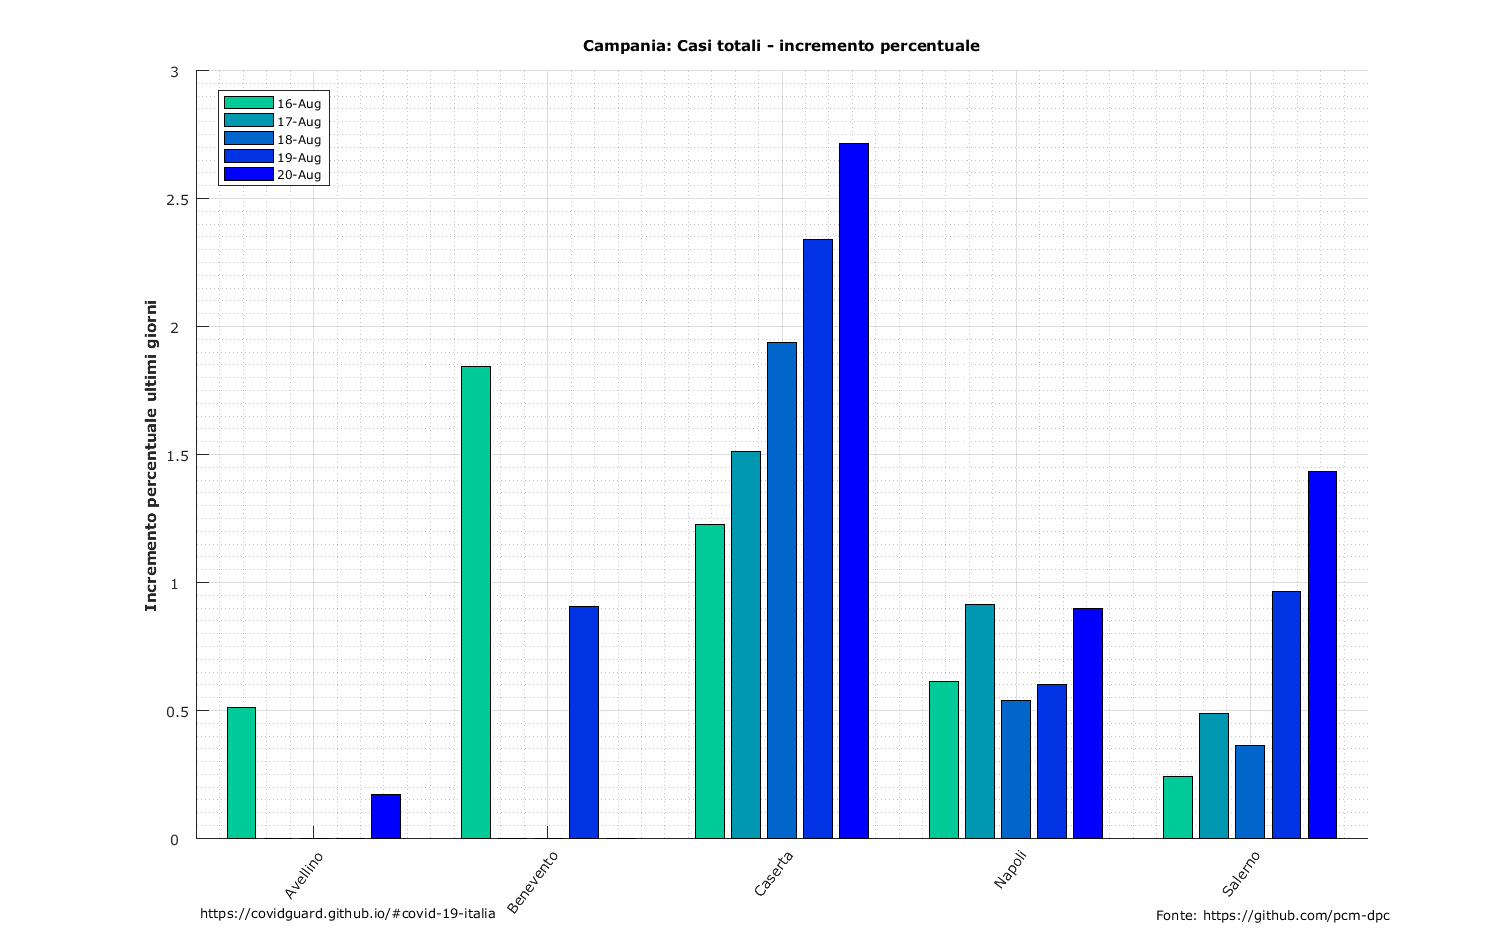 Campania: Casi totali - incremento percentuale
3
2.5
2
1.5
1
0.5
0
Incremento percentuale ultimi giorni
16-Aug
17-Aug
18-Aug
19-Aug
20-Aug
Avellino
Benevento
Caserta
Napoli
Salerno
https://covidguard.github.io/#covid-19-italia
Fonte: https://github.com/pcm-dpc